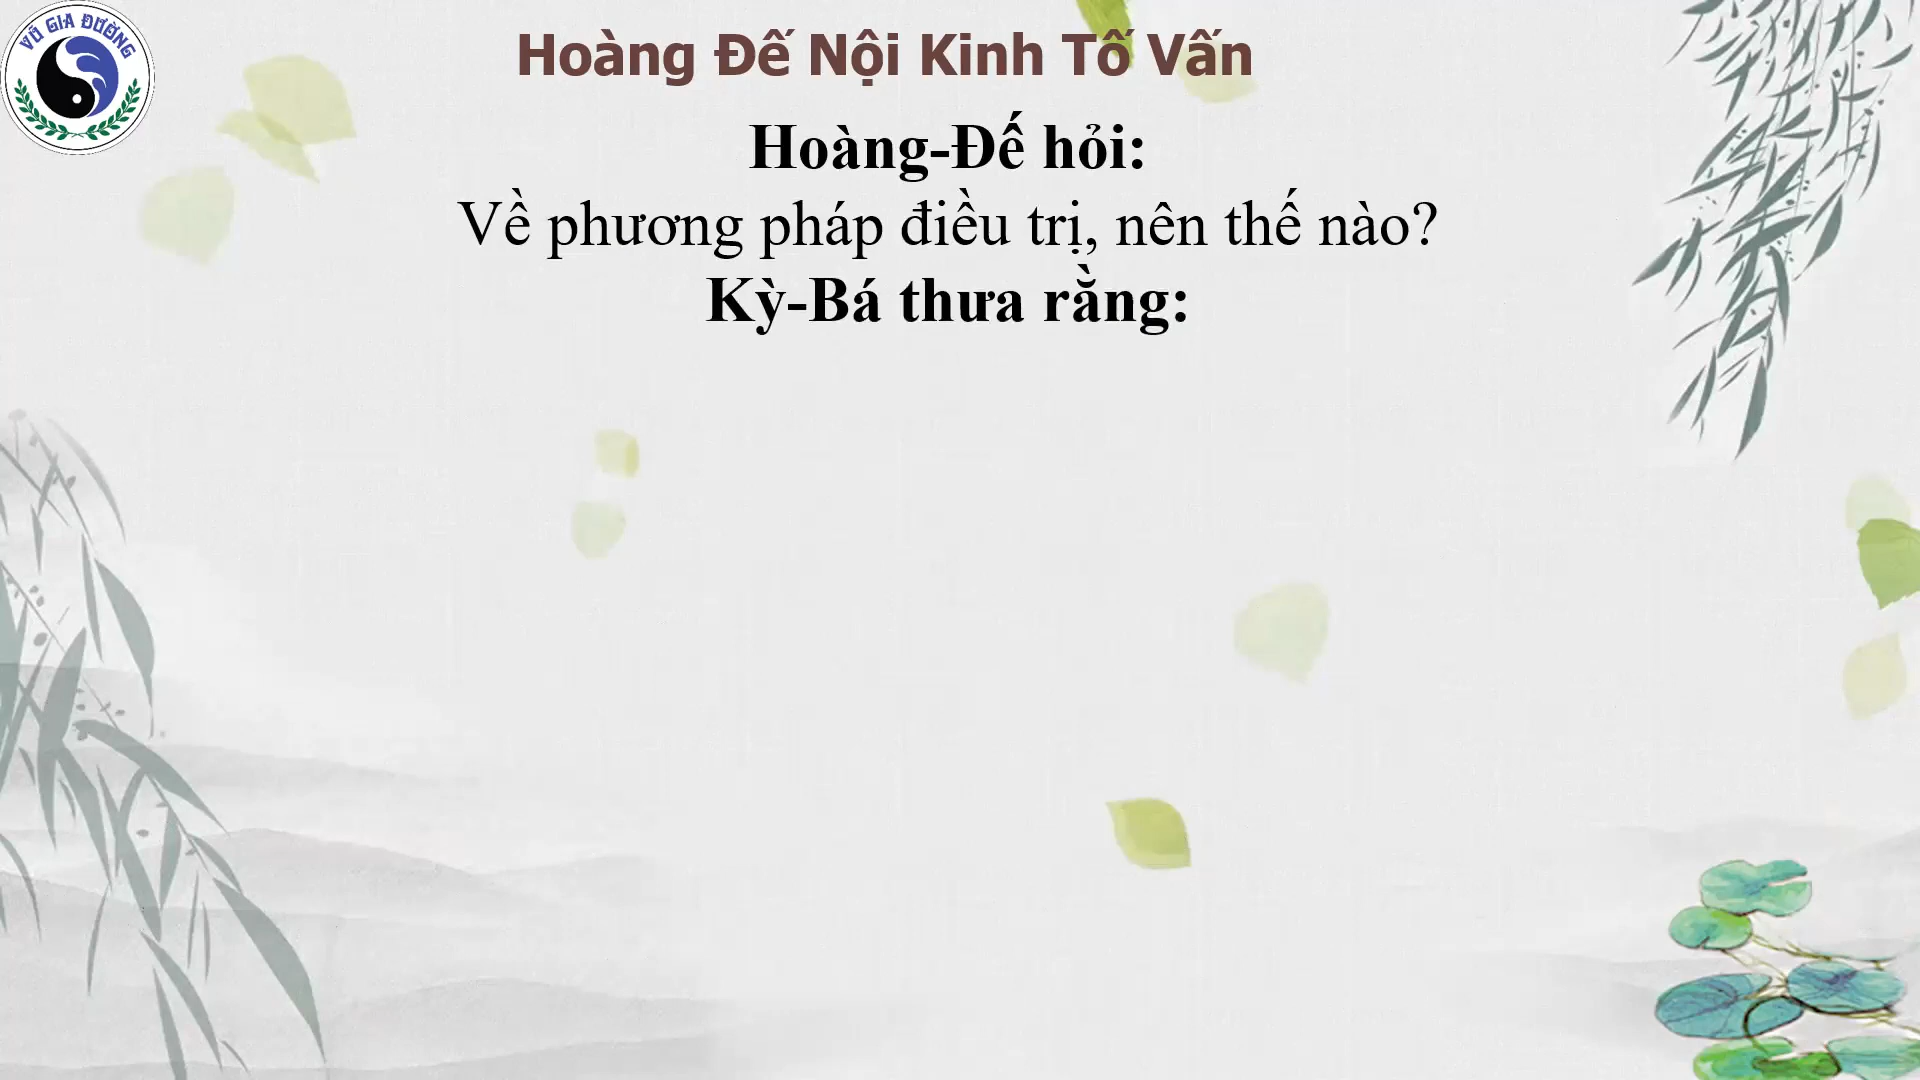 VÕ GIA ĐƯỜNG
Hoàng Đế Nội Kinh Tố Vấn
Hoàng-Đế hỏi:
Về phương pháp điều trị, nên thế nào?
Kỳ-Bá thưa rằng: